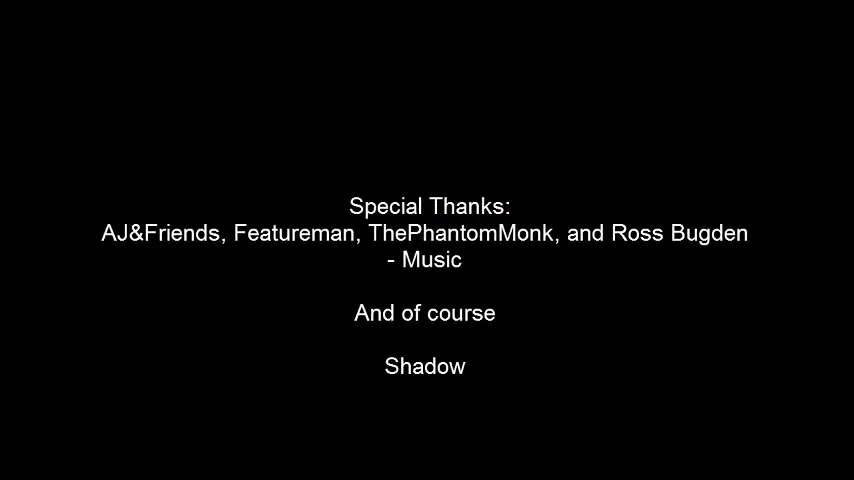 Special Thanks:
AJ&Friends, Featureman, ThePhantomMonk, and Ross Bugden
- Music
And of course
Shadow